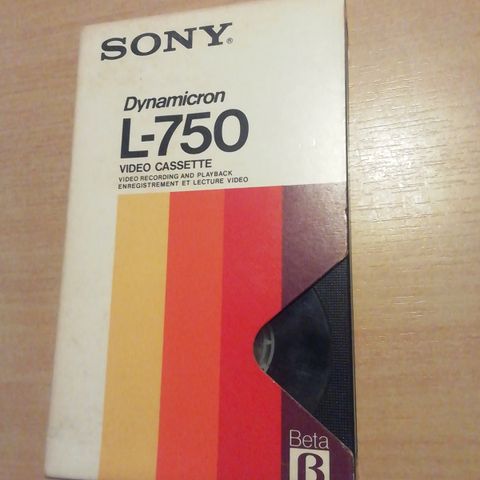 SONY®
Dynamicron
L-750
VIDEO CASSETTE
VIDEO RECORDING AND PLAYBACK
ENREGISTREMENT ET LECTURE VIDEO
Beta
β